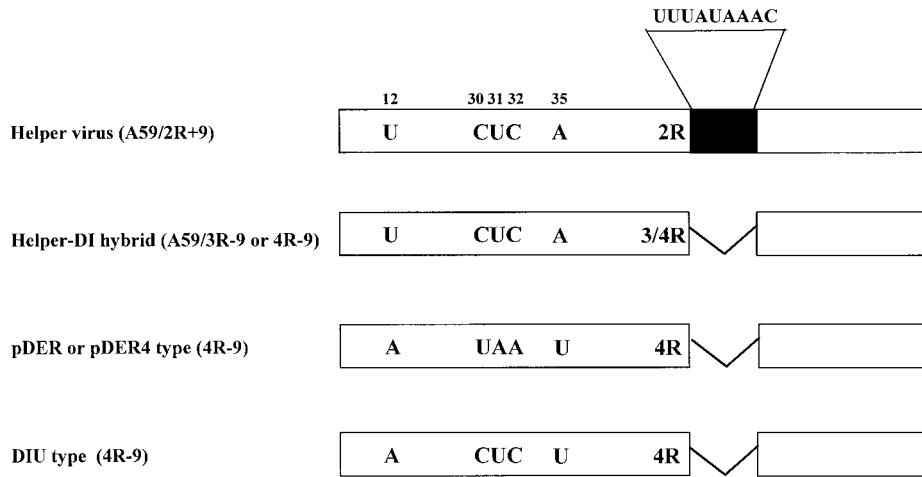 UUUAUAAAC
12 30 31 32 35
Helper virus (A59/2R+9) U CUC A 2R
Helper-DI hybrid (A59/3R-9 or 4R-9) U CUC A 3/4R
pDER or pDER4 type (4R-9) A UAA U 4R
DIU type (4R-9) A CUC U 4R